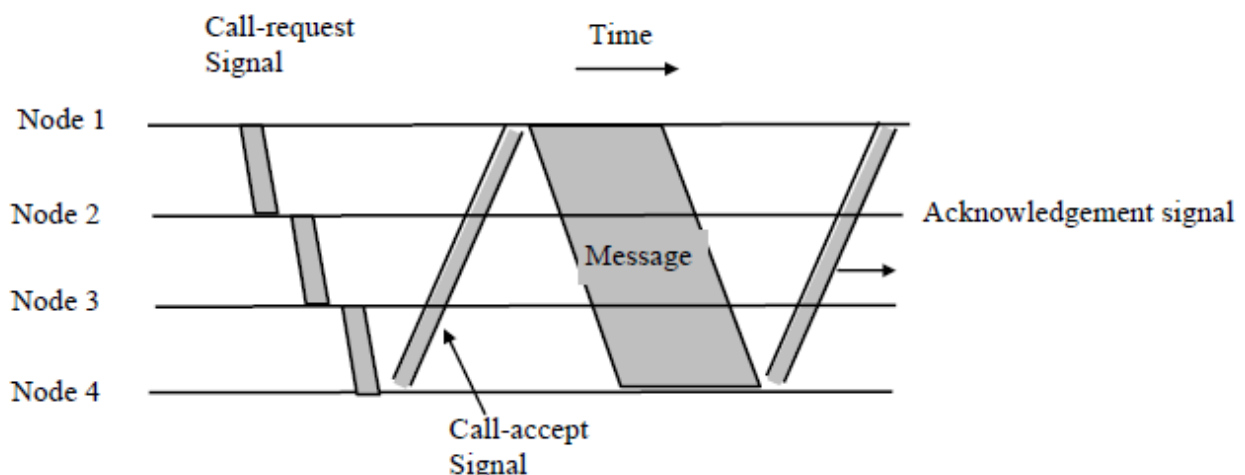 Call-request
Signal
Time
Node 1
Node 2
Acknowledgement signal
Message
Node 3
Node 4
Call-accept
Signal